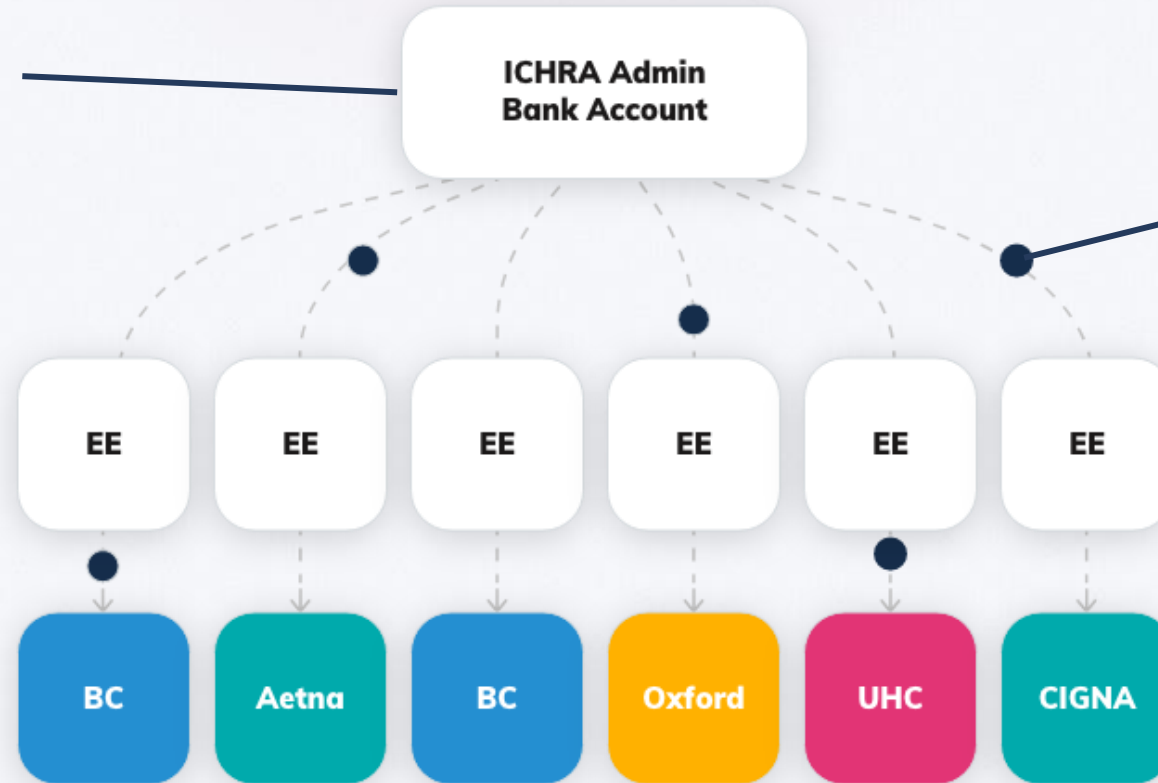 ICHRA Admin
Bank Account
EE
EE
EE
EE
EE
EE
BC
Aetna
BC
Oxford
UHC
CIGNA